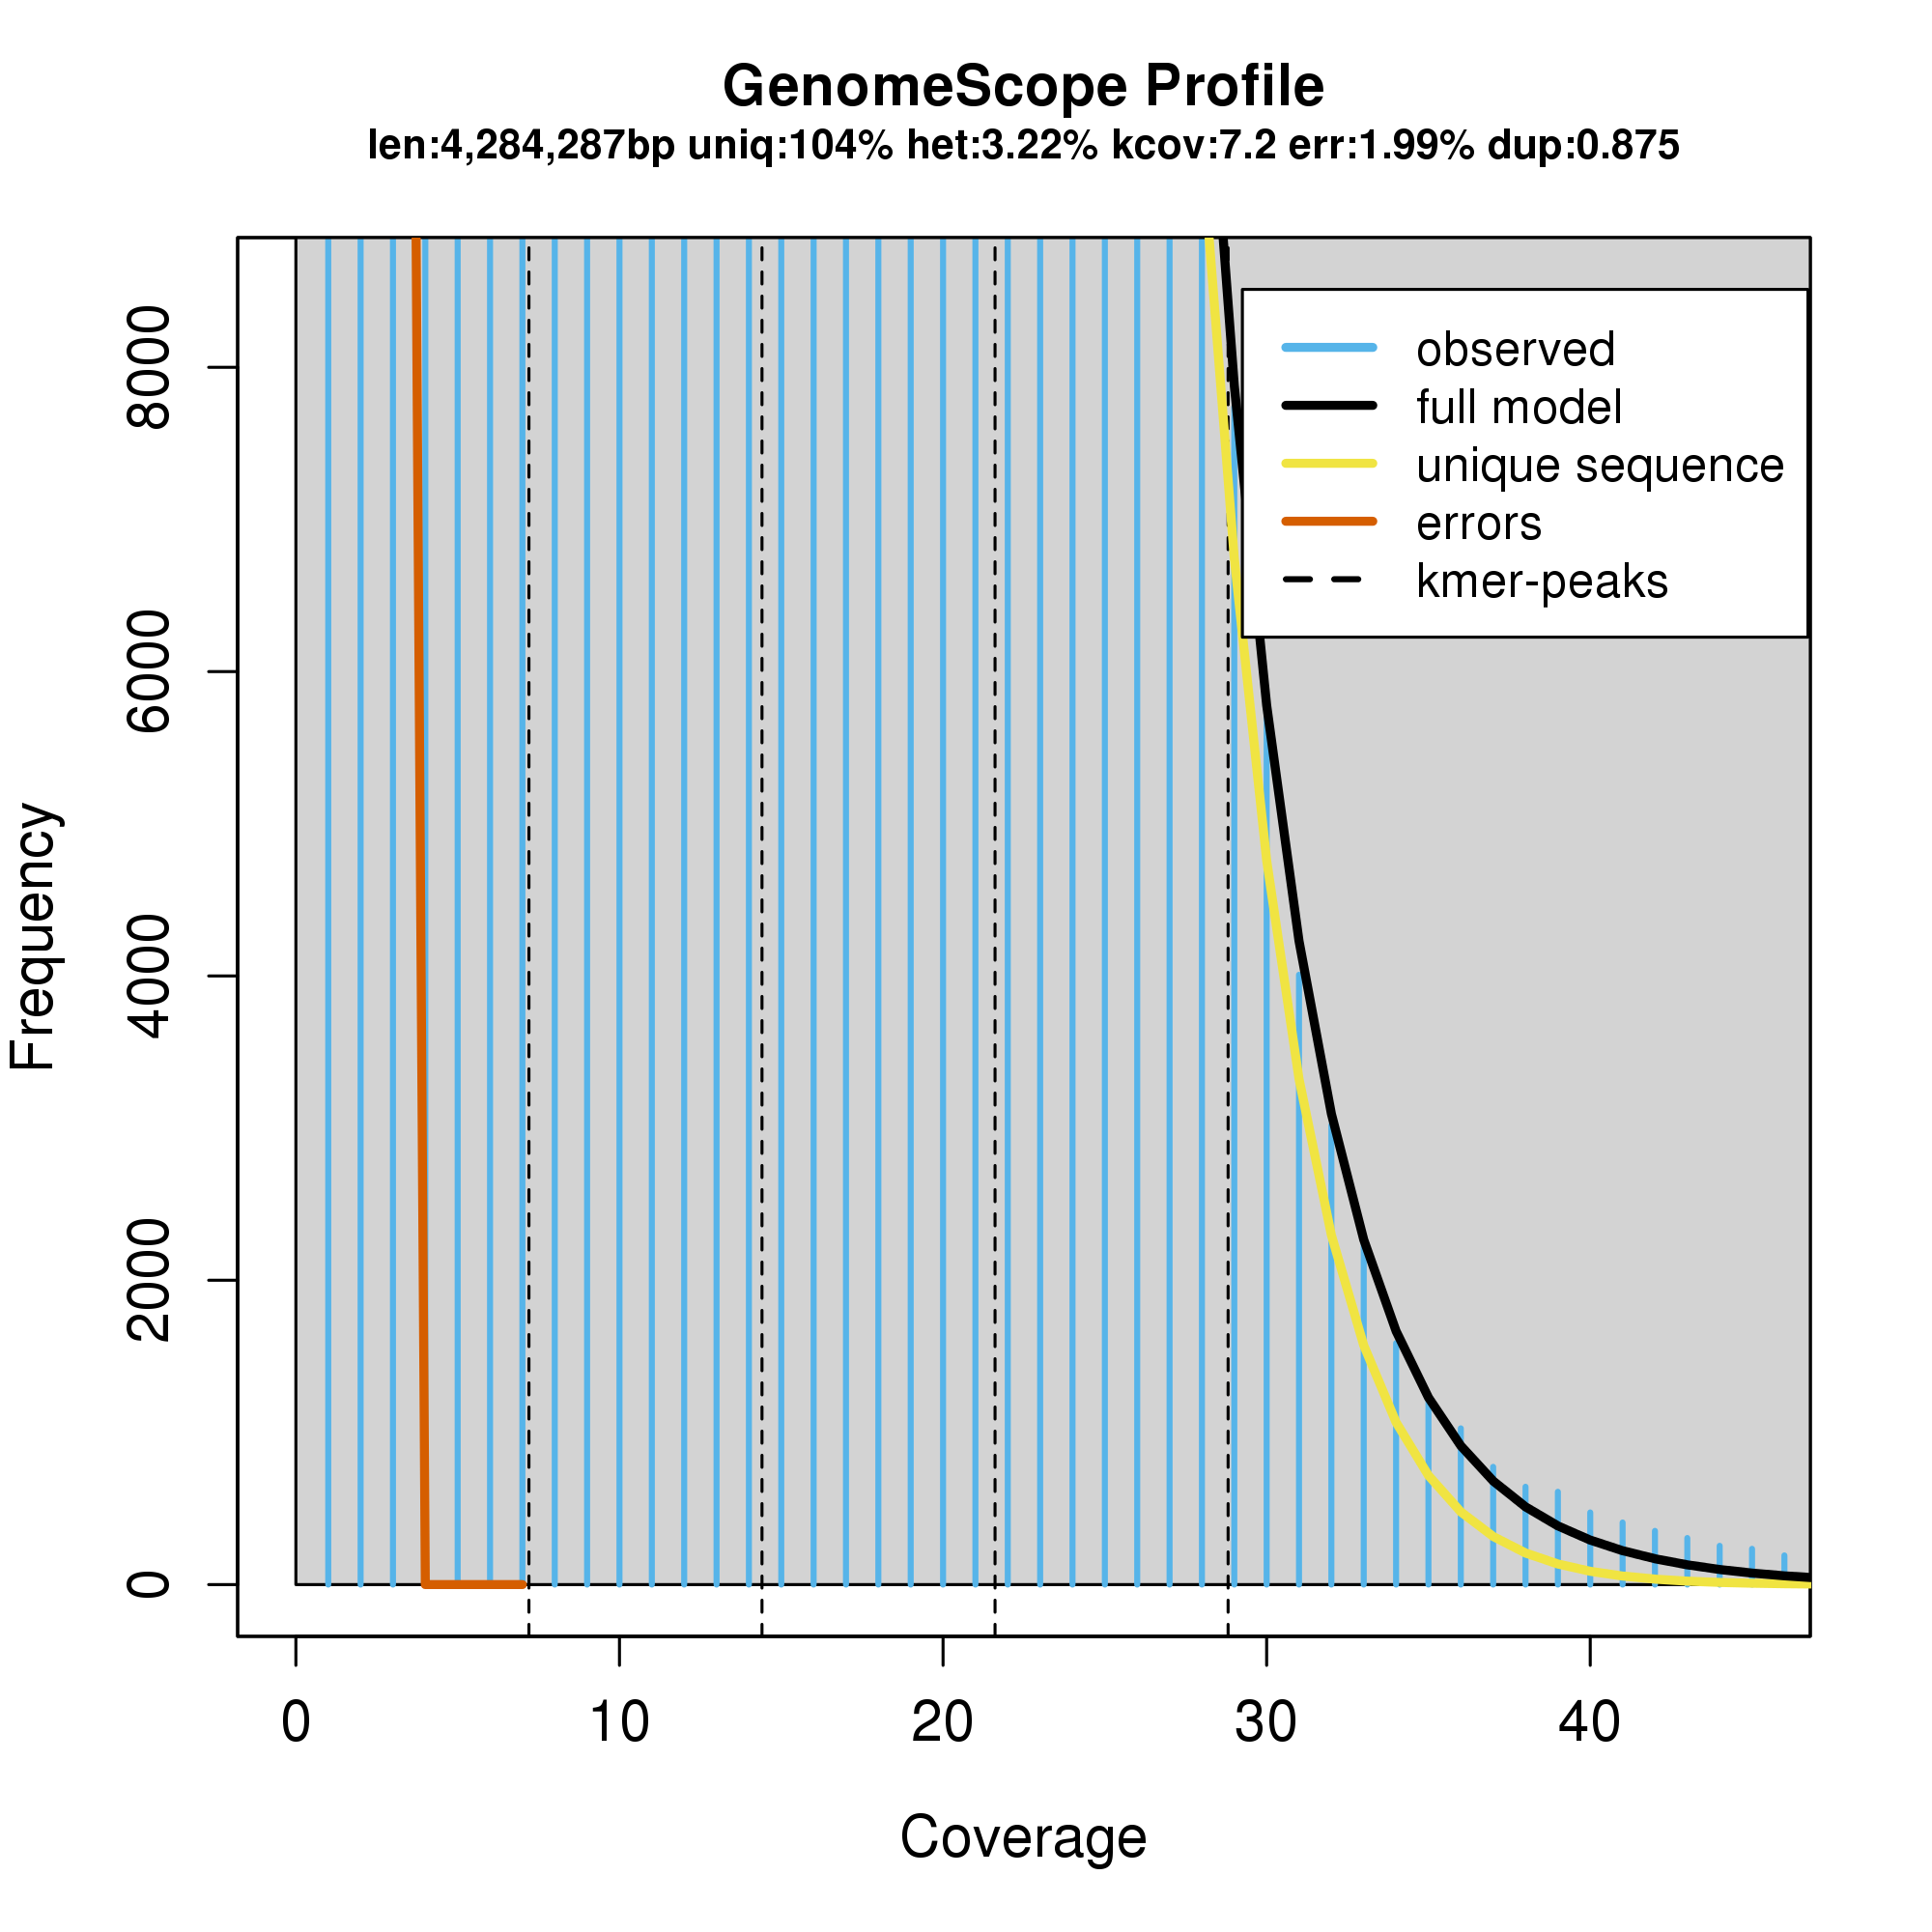 GenomeScope Profile
len:4,284,287bp uniq:104% het:3.22% kcov:7.2 err:1.99% dup:0.875
observed
full model
unique sequence
errors
kmer-peaks
Frequency
8000
6000
4000
2000
0
0 10 20 30 40
Coverage